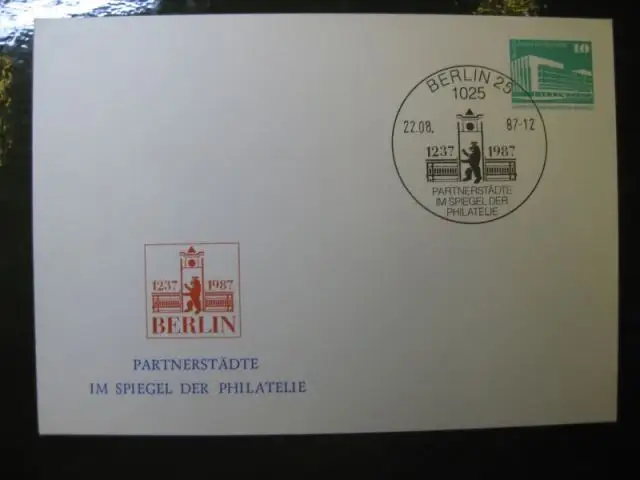 10
BERLIN 25
1025
22.08. 87-12
1237 1987
PARTNERSTÄDTE
IM SPIEGEL DER
PHILATELIE
1237 1987
BERLIN
PARTNERSTÄDTE
IM SPIEGEL DER PHILATELIE